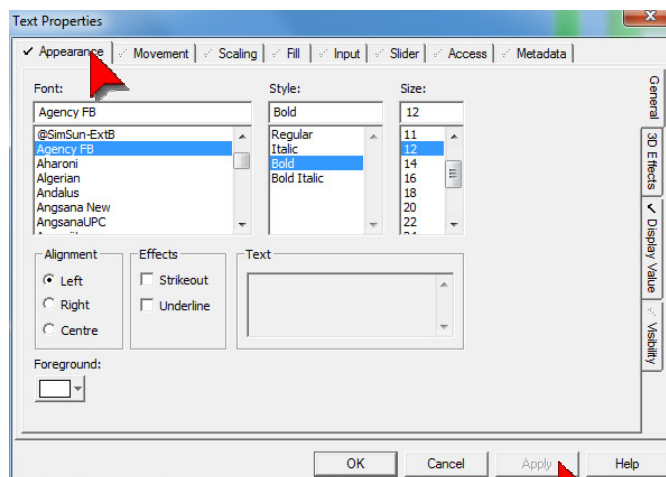 Text Properties
Appearance Movement Scaling Fill Input Slider Access Metadata
Font: Style: Size:
Agency FB Bold 12
@SimSun-ExtB Regular 11
Agency FB Italic 12
Aharoni Bold 14
Algerian Bold Italic 16
Andalus 18
Angsana New 20
AngsanaUPC 22
Alignment Effects Text
Left Strikeout
Right Underline
Centre
Foreground:
General
3D Effects
Display Value
Visibility
OK Cancel Apply Help